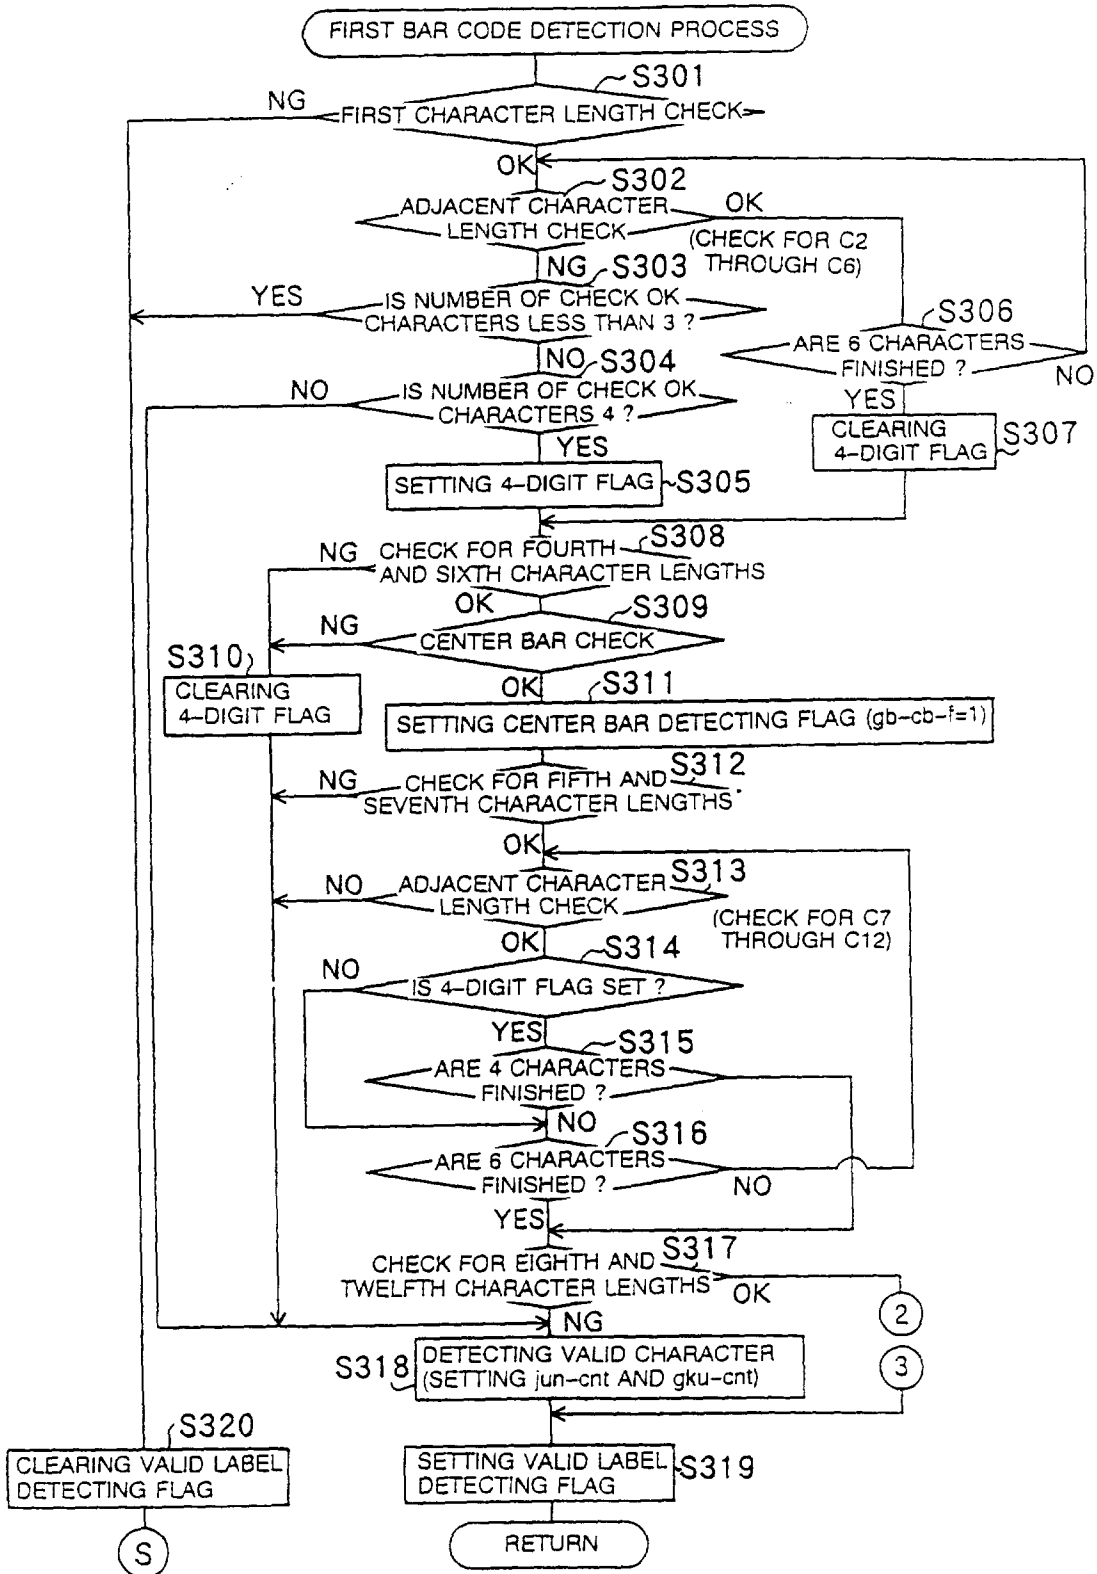 FIRST BAR CODE DETECTION PROCESS
S301
NG
FIRST CHARACTER LENGTH CHECK
OK
S302
ADJACENT CHARACTER
LENGTH CHECK
OK
(CHECK FOR C2
THROUGH C6)
NG
S303
YES
IS NUMBER OF CHECK OK
CHARACTERS LESS THAN 3 ?
S306
ARE 6 CHARACTERS
FINISHED ?
NO
NO
S304
NO
IS NUMBER OF CHECK OK
CHARACTERS 4 ?
YES
CLEARING
4-DIGIT FLAG
S307
YES
SETTING 4-DIGIT FLAG
S305
S308
NG
CHECK FOR FOURTH
AND SIXTH CHARACTER LENGTHS
OK
S309
NG
CENTER BAR CHECK
S310
CLEARING
4-DIGIT FLAG
OK
S311
SETTING CENTER BAR DETECTING FLAG (gb-cb-f=1)
S312
NG
CHECK FOR FIFTH AND
SEVENTH CHARACTER LENGTHS
OK
S313
NO
ADJACENT CHARACTER
LENGTH CHECK
(CHECK FOR C7
THROUGH C12)
OK
S314
NO
IS 4-DIGIT FLAG SET ?
YES
S315
ARE 4 CHARACTERS
FINISHED ?
NO
S316
ARE 6 CHARACTERS
FINISHED ?
NO
YES
S317
CHECK FOR EIGHTH AND
TWELFTH CHARACTER LENGTHS
OK
2
NG
S318
DETECTING VALID CHARACTER
(SETTING jun-cnt AND gku-cnt)
3
S320
CLEARING VALID LABEL
DETECTING FLAG
SETTING VALID LABEL
DETECTING FLAG
S319
S
RETURN